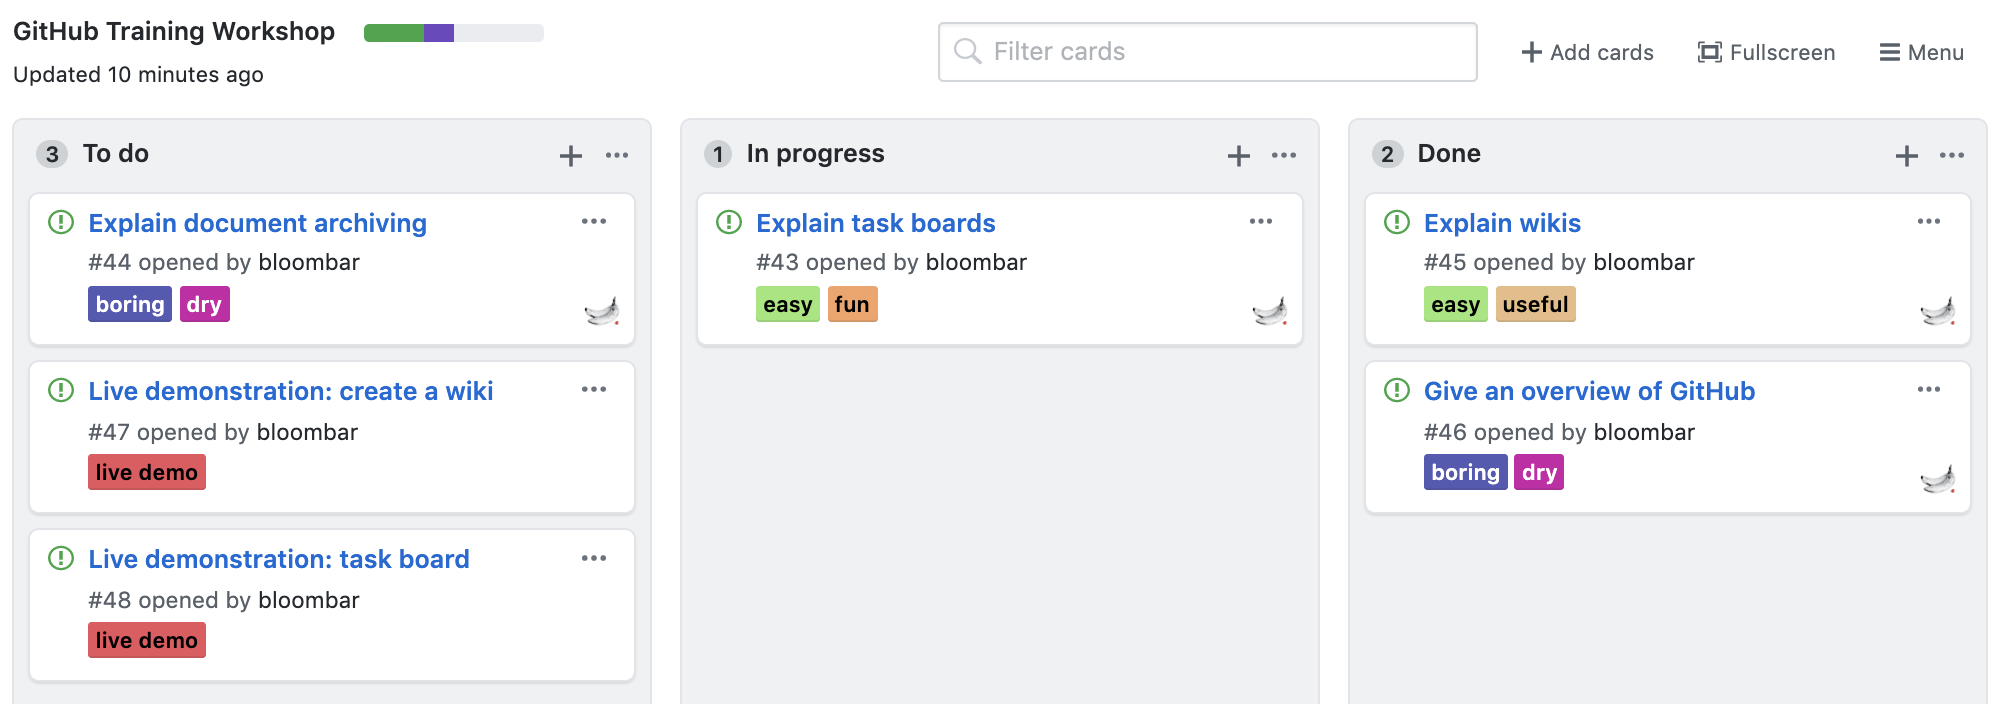 GitHub Training Workshop
Updated 10 minutes ago
Filter cards
Add cards
Fullscreen
Menu
3 To do
Explain document archiving
#44 opened by bloombar
boring dry
Live demonstration: create a wiki
#47 opened by bloombar
live demo
Live demonstration: task board
#48 opened by bloombar
live demo
1 In progress
Explain task boards
#43 opened by bloombar
easy fun
2 Done
Explain wikis
#45 opened by bloombar
easy useful
Give an overview of GitHub
#46 opened by bloombar
boring dry